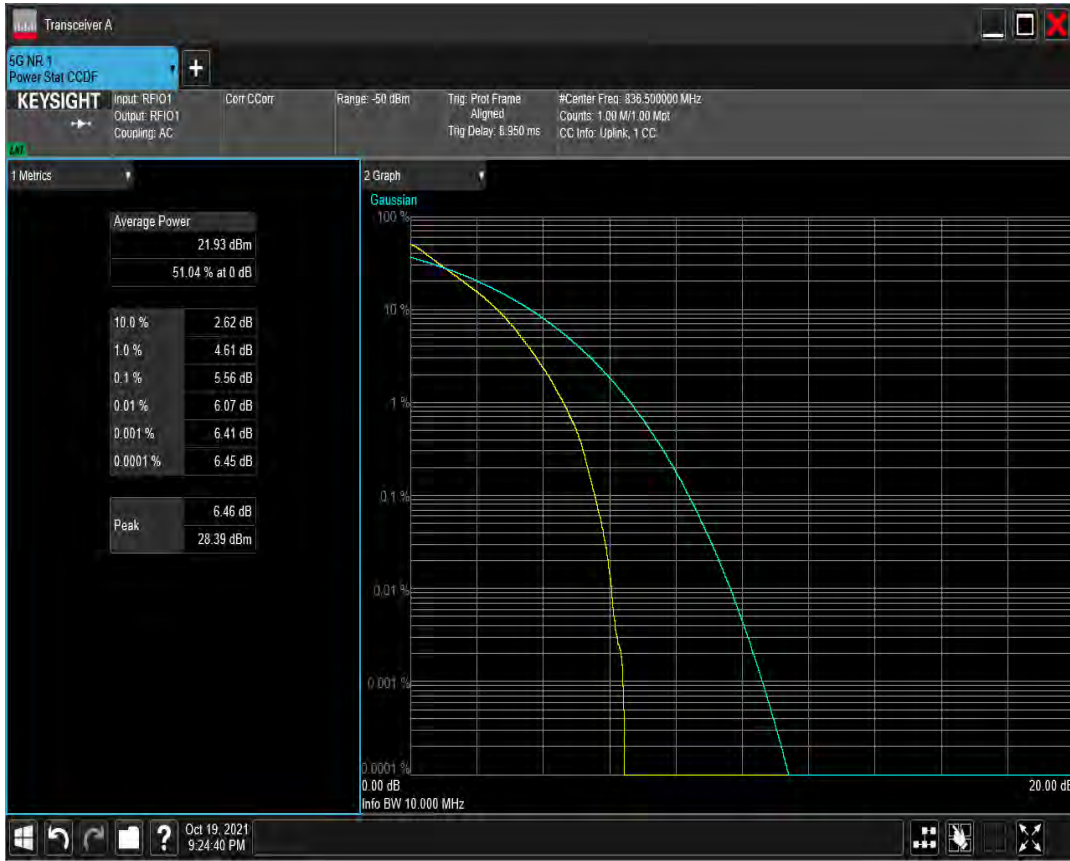 Transceiver A
5G NR 1
Power Stat CCDF
+
KEYSIGHT
Input: RFIO1
Output: RFIO1
Coupling: AC
Corr CCorr
Range: -50 dBm
Trig: Prot Frame
Aligned
Trig Delay: 8.950 ms
#Center Freq: 836.500000 MHz
Counts: 1.00 M/1.00 Mpt
CC Info: Uplink, 1 CC
1 Metrics
Average Power
21.93 dBm
51.04 % at 0 dB
10.0 % 2.62 dB
1.0 % 4.61 dB
0.1 % 5.56 dB
0.01 % 6.07 dB
0.001 % 6.41 dB
0.0001 % 6.45 dB
Peak
6.46 dB
28.39 dBm
2 Graph
Gaussian
100 %
10 %
1 %
0.1 %
0.01 %
0.001 %
0.0001 %
0.00 dB
20.00 dB
Info BW 10.000 MHz
?
Oct 19, 2021
9:24:40 PM